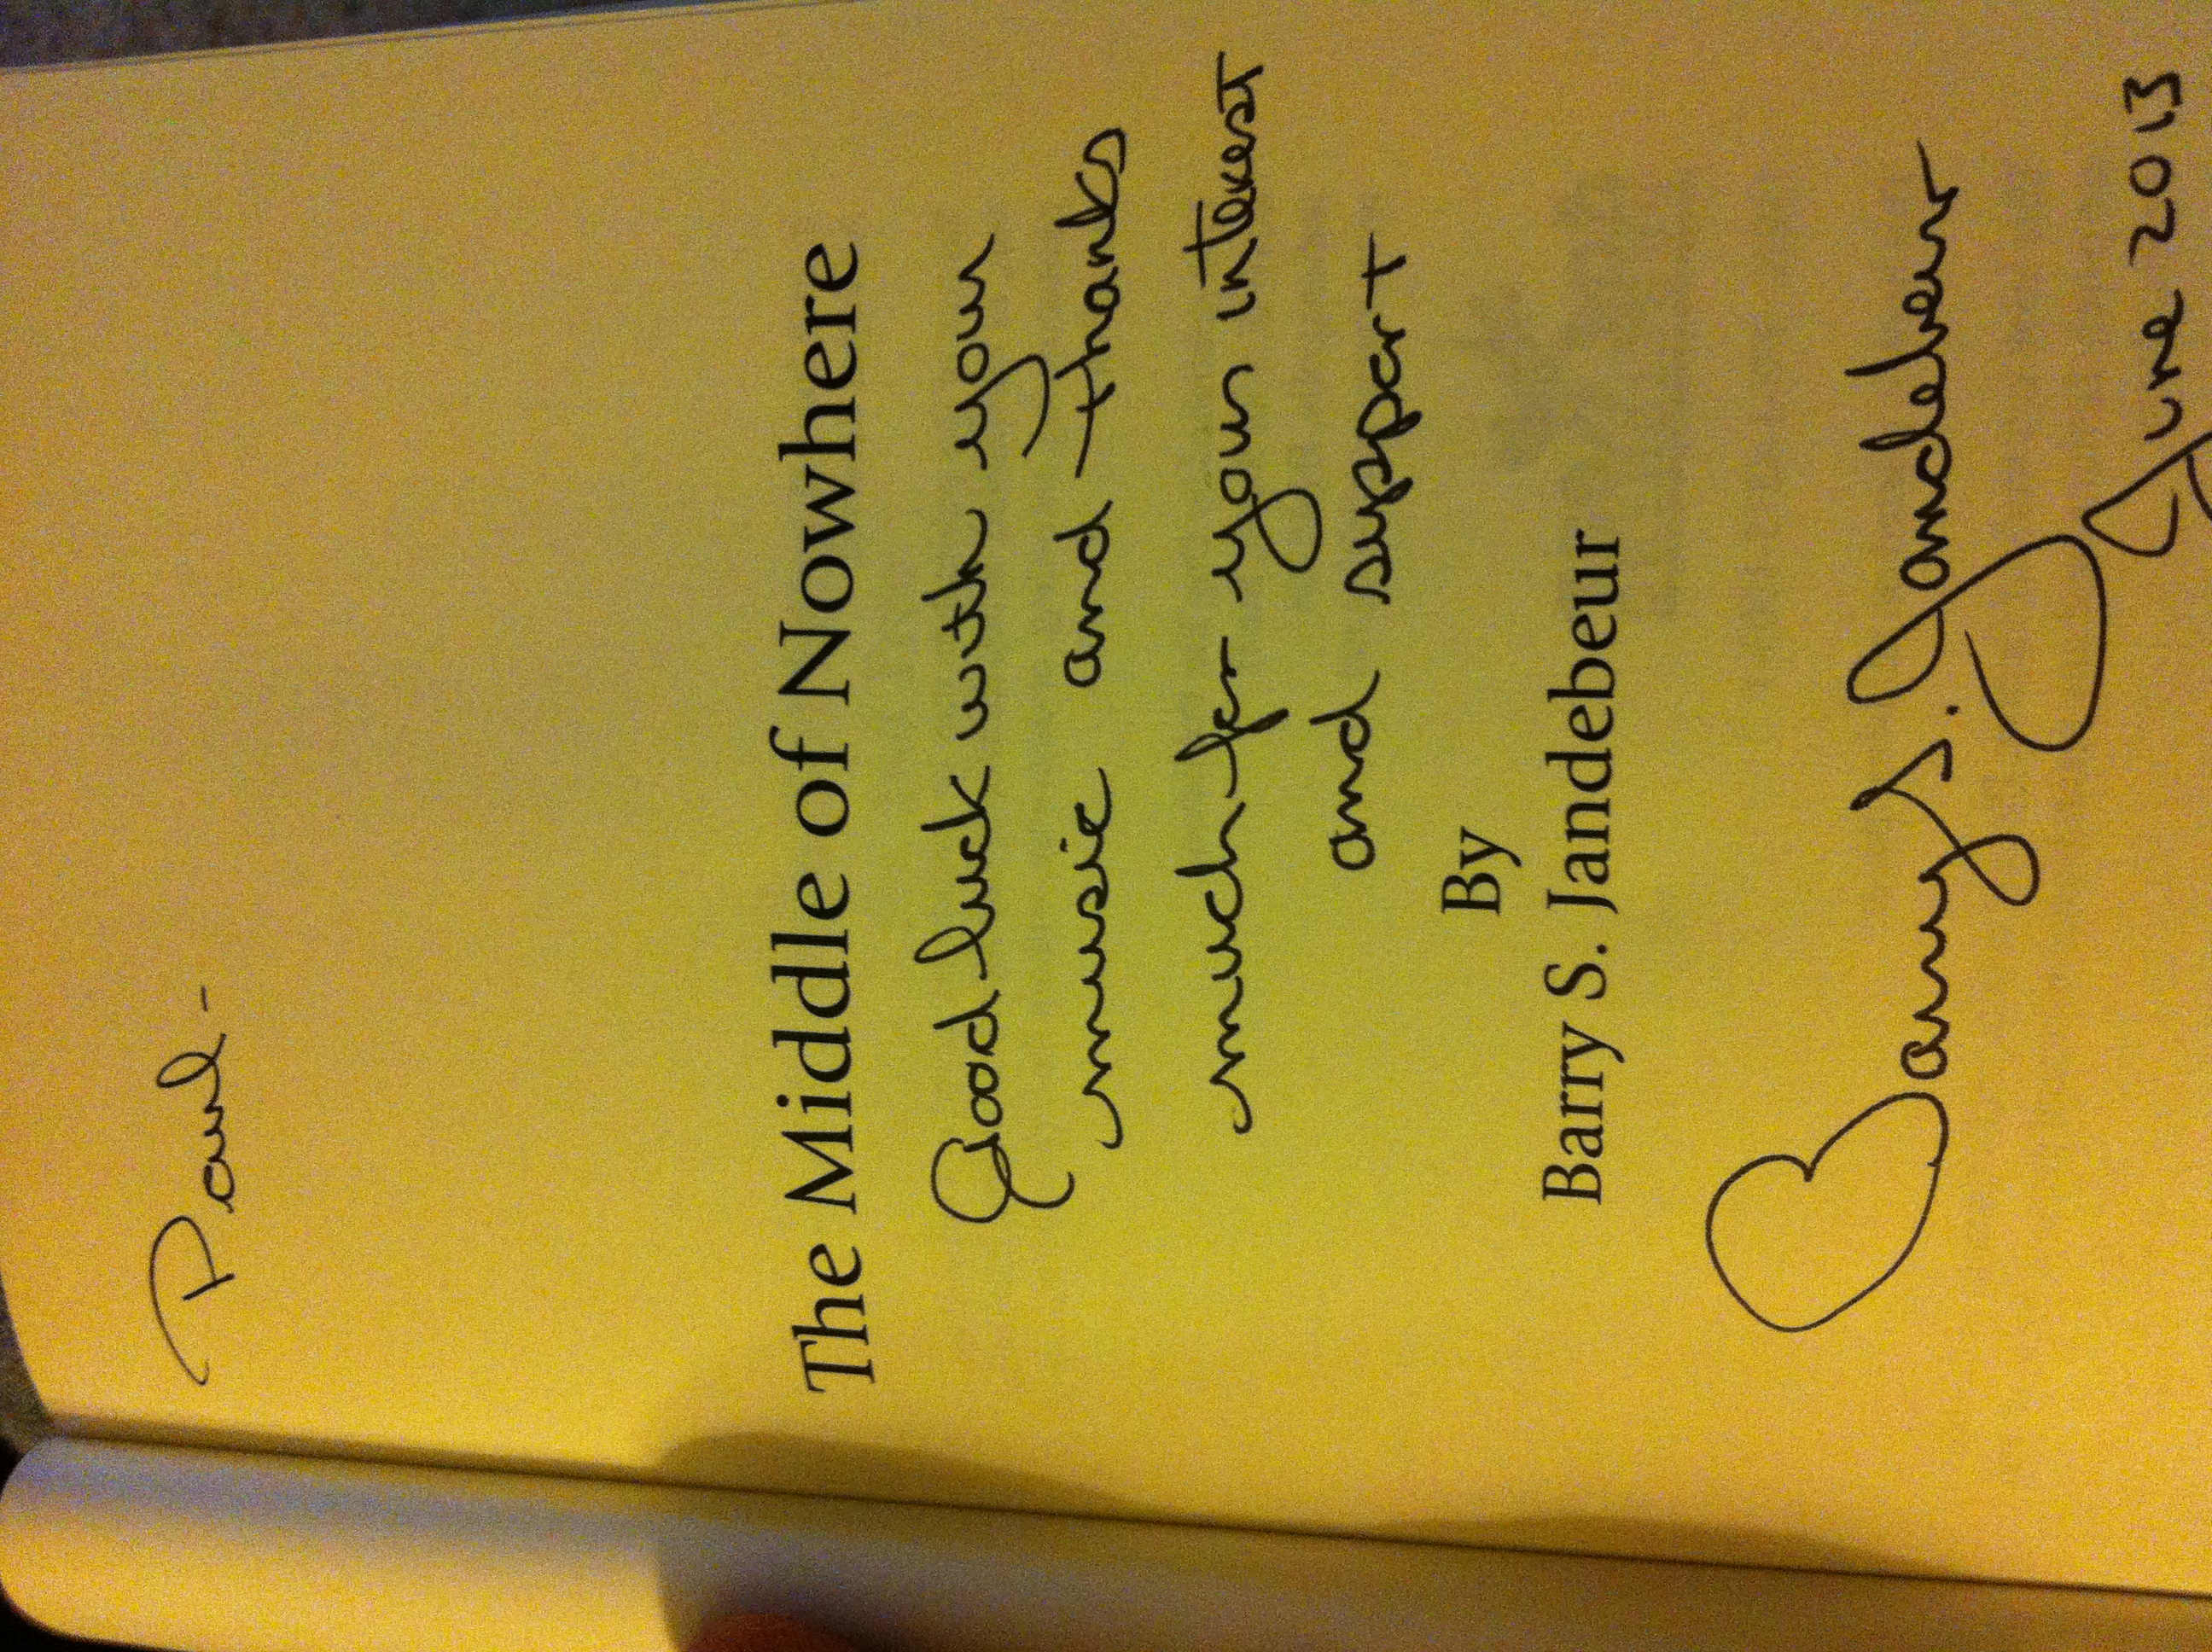 Paul -
The Middle of Nowhere
Good luck with your
music and thanks
much for your interest
and support
By
Barry S. Jandebeur
Barry S. Jandebeur
June 2013